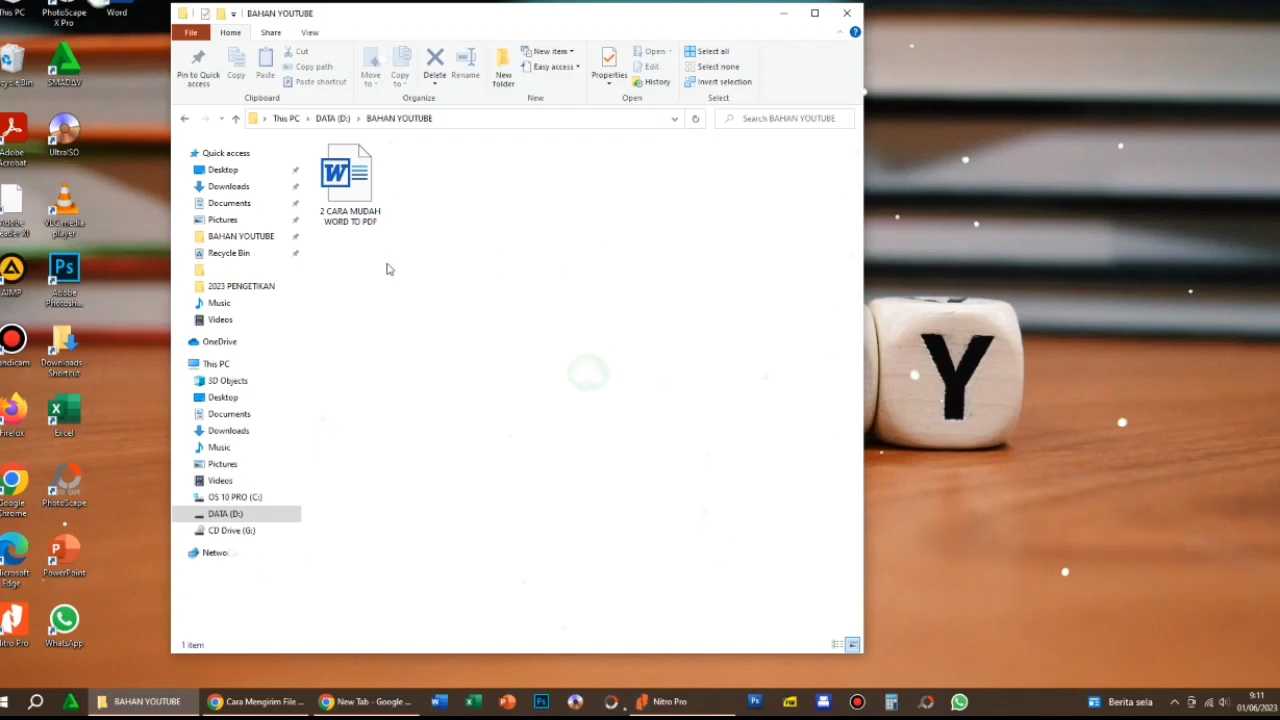 This PC
PhotoScape
X Pro
Word
Recycle Bin
SMADAV
Adobe
Acrobat
UltraISO
Adobe
Reader XI
VLC media
player
AIMP
Adobe
Photosh...
Bandicam
Downloads -
Shortcut
Firefox
Excel
Google
Chrome
PhotoScape
Microsoft
Edge
PowerPoint
Nitro Pro
WhatsApp
BAHAN YOUTUBE
File
Home
Share
View
Pin to Quick
access
Copy
Paste
Cut
Copy path
Paste shortcut
Clipboard
Move
to
Copy
to
Delete
Rename
Organize
New
folder
New item
Easy access
New
Properties
Open
Edit
History
Open
Select all
Select none
Invert selection
Select
This PC > DATA (D:) > BAHAN YOUTUBE
Search BAHAN YOUTUBE
Quick access
Desktop
Downloads
Documents
Pictures
BAHAN YOUTUBE
Recycle Bin
2023 PENGETIKAN
Music
Videos
OneDrive
This PC
3D Objects
Desktop
Documents
Downloads
Music
Pictures
Videos
OS 10 PRO (C:)
DATA (D:)
CD Drive (G:)
Network
2 CARA MUDAH
WORD TO PDF
1 item
Y
BAHAN YOUTUBE
Cara Mengirim File ...
New Tab - Google ...
Nitro Pro
Berita sela
9:11
01/06/2023